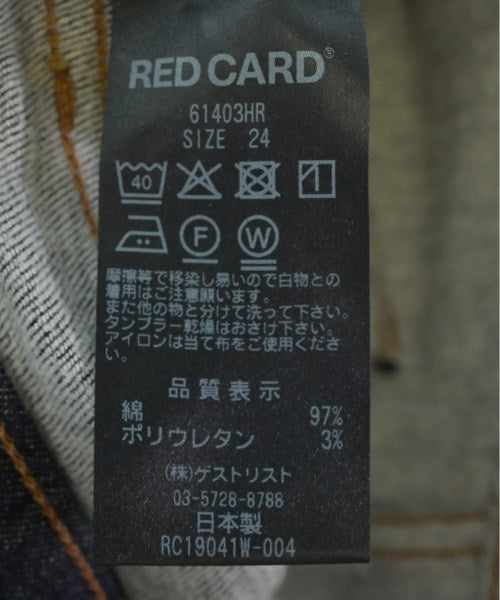 RED CARD®
61403HR
SIZE 24
40
F W
摩擦等で移染し易いので白物との
着用はご注意願います。
また他の物と分けて洗って下さい。
タンブラー乾燥はおさけ下さい。
アイロンは当て布をご使用くださ
い。
品質表示
綿 97%
ポリウレタン 3%
(株)ゲストリスト
03-5728-8788
日本製
RC19041W-004